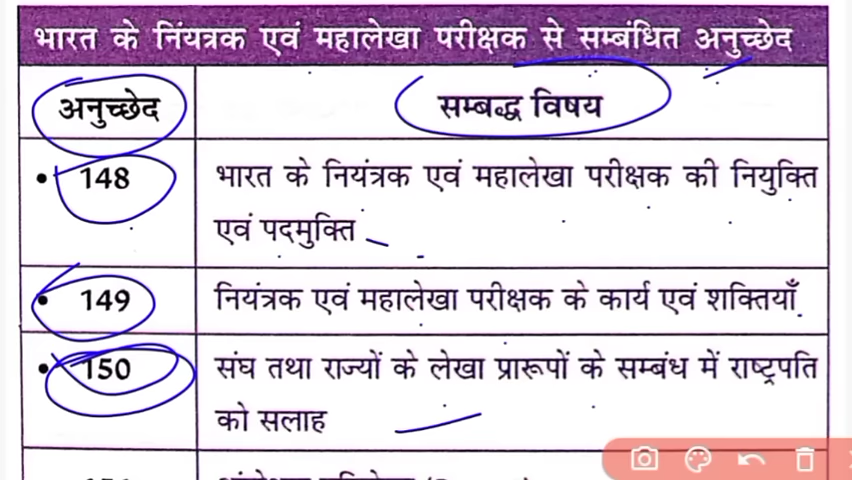 भारत के निंयत्रक एवं महालेखा परीक्षक से सम्बंधित अनुच्छेद
अनुच्छेद सम्बद्ध विषय
• 148 भारत के नियंत्रक एवं महालेखा परीक्षक की नियुक्ति
एवं पदमुक्ति
• 149 नियंत्रक एवं महालेखा परीक्षक के कार्य एवं शक्तियाँ
• 150 संघ तथा राज्यों के लेखा प्रारूपों के सम्बंध में राष्ट्रपति
को सलाह